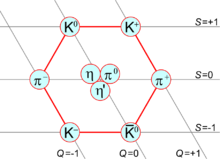 K⁰ K⁺ S=+1
π⁻ η π⁰ π⁺ S=0
η'
K⁻ K̅⁰ S=-1
Q=-1 Q=0 Q=+1